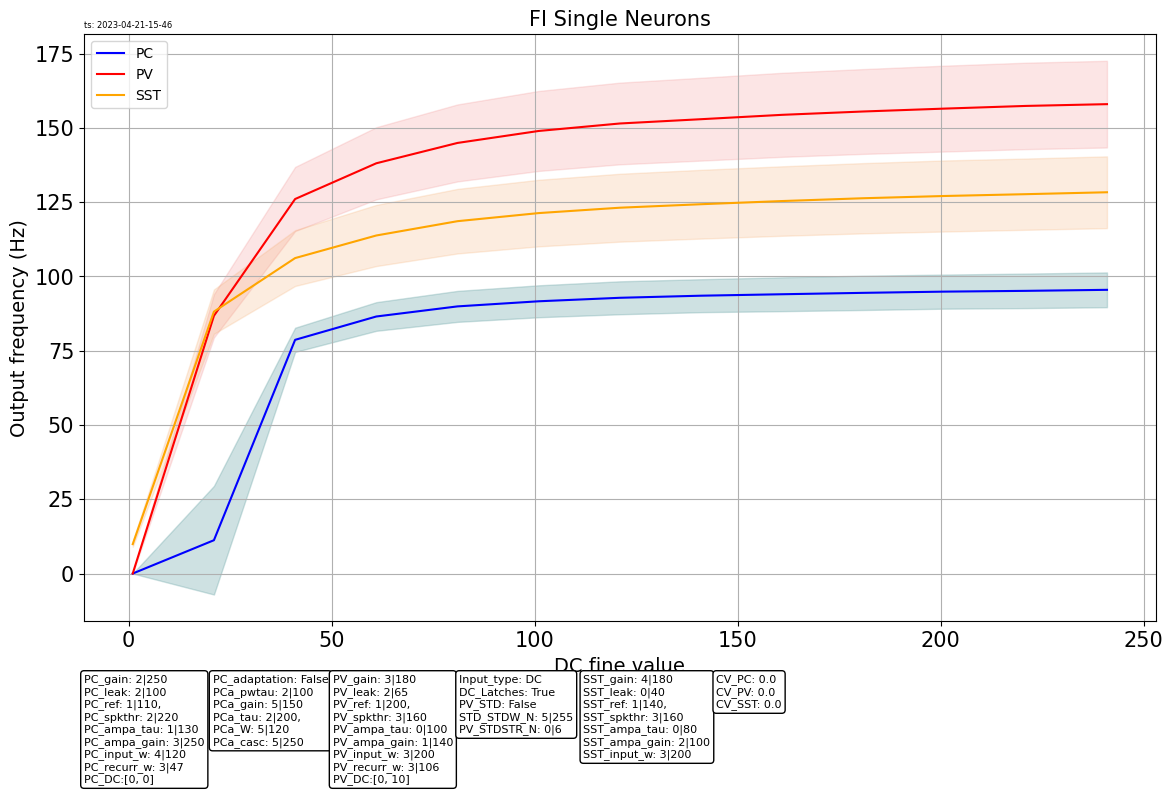 FI Single Neurons
ts: 2023-04-21-15-46
PC
PV
SST
175
150
125
100
75
50
25
0
Output frequency (Hz)
0 50 100 150 200 250
DC fine value
PC_gain: 2|250
PC_leak: 2|100
PC_ref: 1|110,
PC_spkthr: 2|220
PC_ampa_tau: 1|130
PC_ampa_gain: 3|250
PC_input_w: 4|120
PC_recurr_w: 3|47
PC_DC:[0, 0]
PC_adaptation: False
PCa_pwtau: 2|100
PCa_gain: 5|150
PCa_tau: 2|200,
PCa_W: 5|120
PCa_casc: 5|250
PV_gain: 3|180
PV_leak: 2|65
PV_ref: 1|200,
PV_spkthr: 3|160
PV_ampa_tau: 0|100
PV_ampa_gain: 1|140
PV_input_w: 3|200
PV_recurr_w: 3|106
PV_DC:[0, 10]
Input_type: DC
DC_Latches: True
PV_STD: False
STD_STDW_N: 5|255
PV_STDSTR_N: 0|6
SST_gain: 4|180
SST_leak: 0|40
SST_ref: 1|140,
SST_spkthr: 3|160
SST_ampa_tau: 0|80
SST_ampa_gain: 2|100
SST_input_w: 3|200
CV_PC: 0.0
CV_PV: 0.0
CV_SST: 0.0